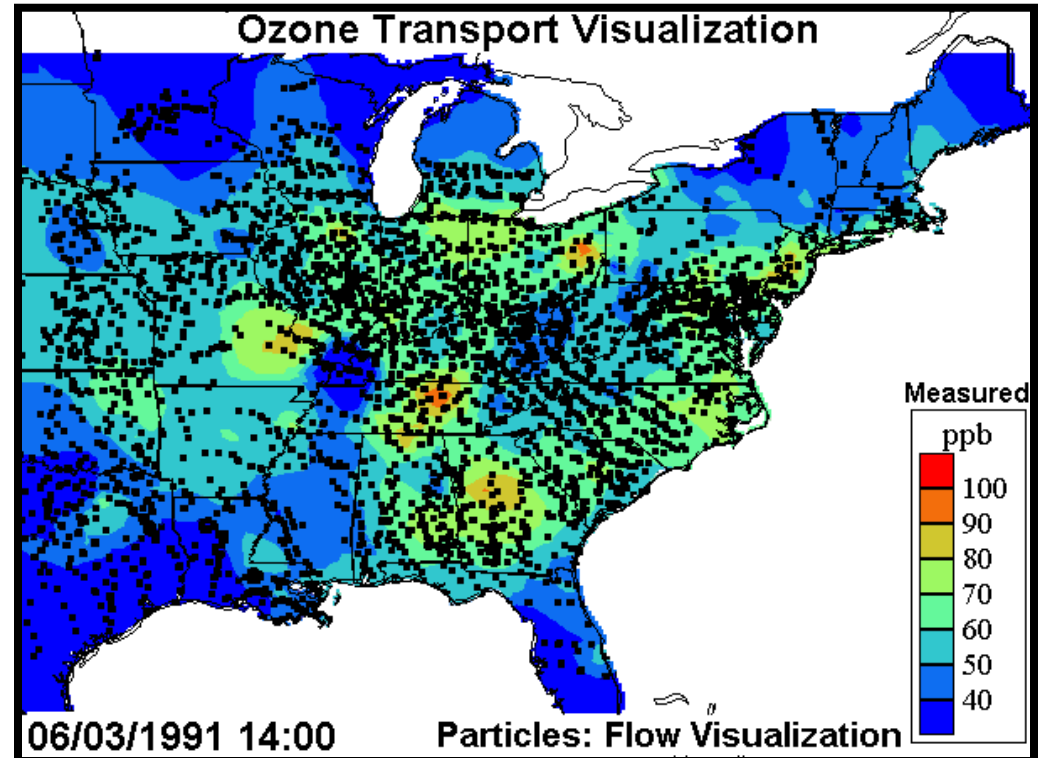 Ozone Transport Visualization
Measured
ppb
100
90
80
70
60
50
40
06/03/1991 14:00
Particles: Flow Visualization